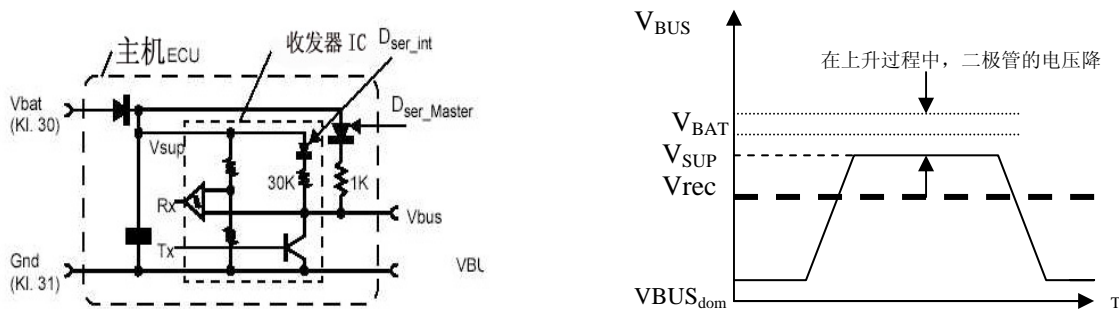 主机ECU
收发器 IC
Dser_int
Vbat
(Kl. 30)
Dser_Master
Vsup
30K
1K
Rx
Vbus
Tx
Gnd
(Kl. 31)
VBU
VBUS
在上升过程中，二极管的电压降
VBAT
VSUP
Vrec
VBUSdom
T